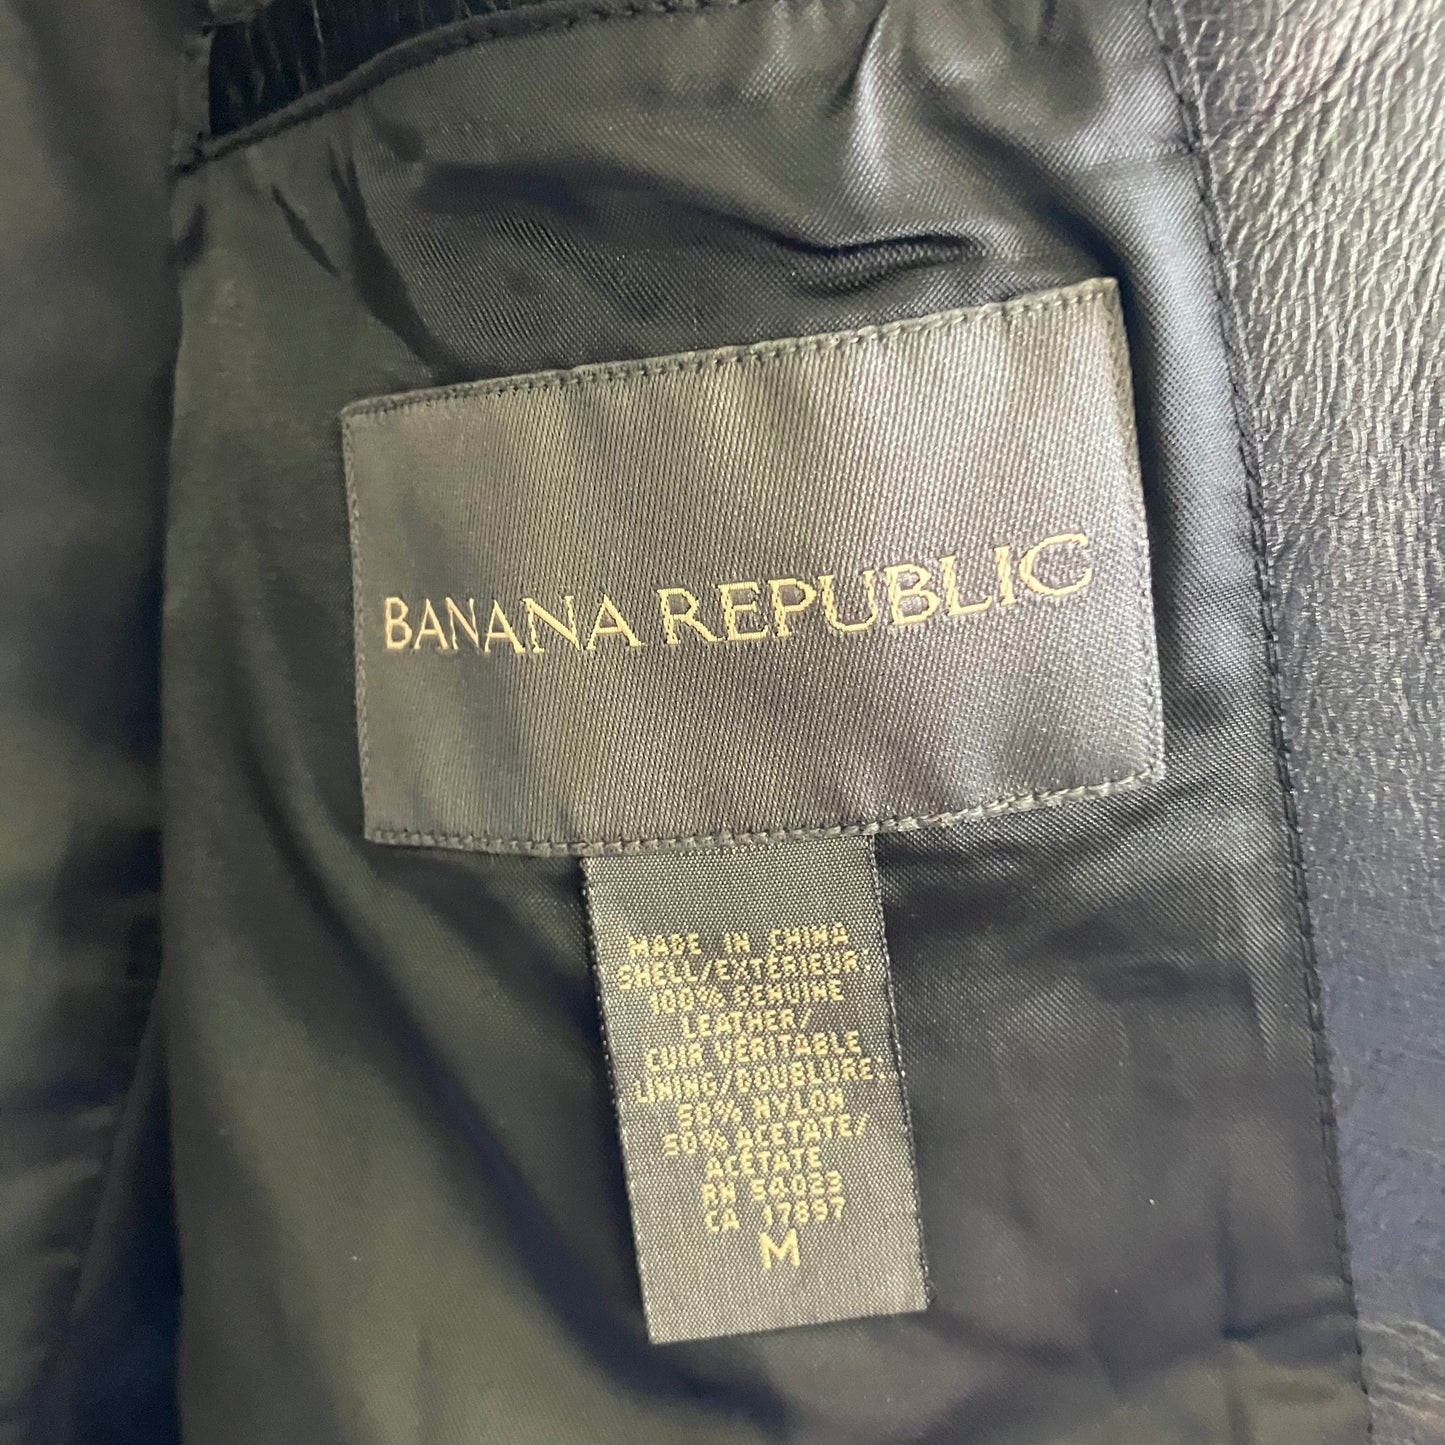 BANANA REPUBLIC
MADE IN CHINA
SHELL/EXTÉRIEUR
100% GENUINE
LEATHER/
CUIR VÉRITABLE
LINING/DOUBLURE
50% NYLON
50% ACETATE/
ACÉTATE
RN 54023
CA 17897
M